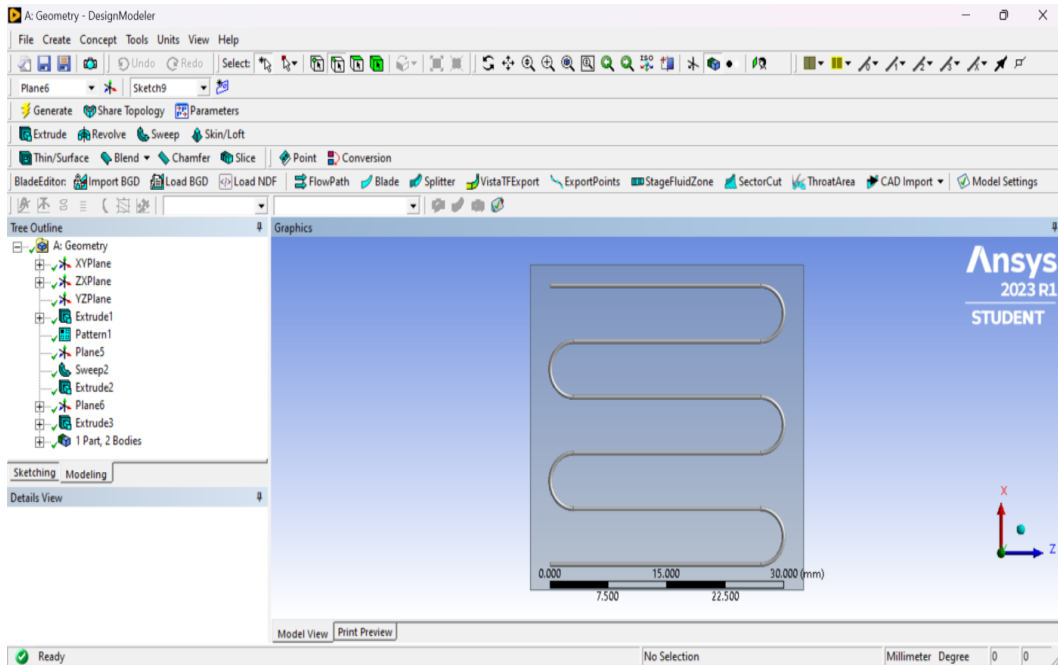 A: Geometry - DesignModeler
File Create Concept Tools Units View Help
Undo Redo Select: ISO
Plane6 Sketch9
Generate Share Topology Parameters
Extrude Revolve Sweep Skin/Loft
Thin/Surface Blend Chamfer Slice Point Conversion
BladeEditor: Import BGD Load BGD Load NDF FlowPath Blade Splitter VistaTFExport ExportPoints StageFluidZone SectorCut ThroatArea CAD Import Model Settings
Tree Outline
A: Geometry
XYPlane
ZXPlane
YZPlane
Extrude1
Pattern1
Plane5
Sweep2
Extrude2
Plane6
Extrude3
1 Part, 2 Bodies
Sketching Modeling
Details View
Graphics
Ansys
2023 R1
STUDENT
X
Z
0.000 15.000 30.000 (mm)
7.500 22.500
Model View Print Preview
Ready No Selection Millimeter Degree 0 0